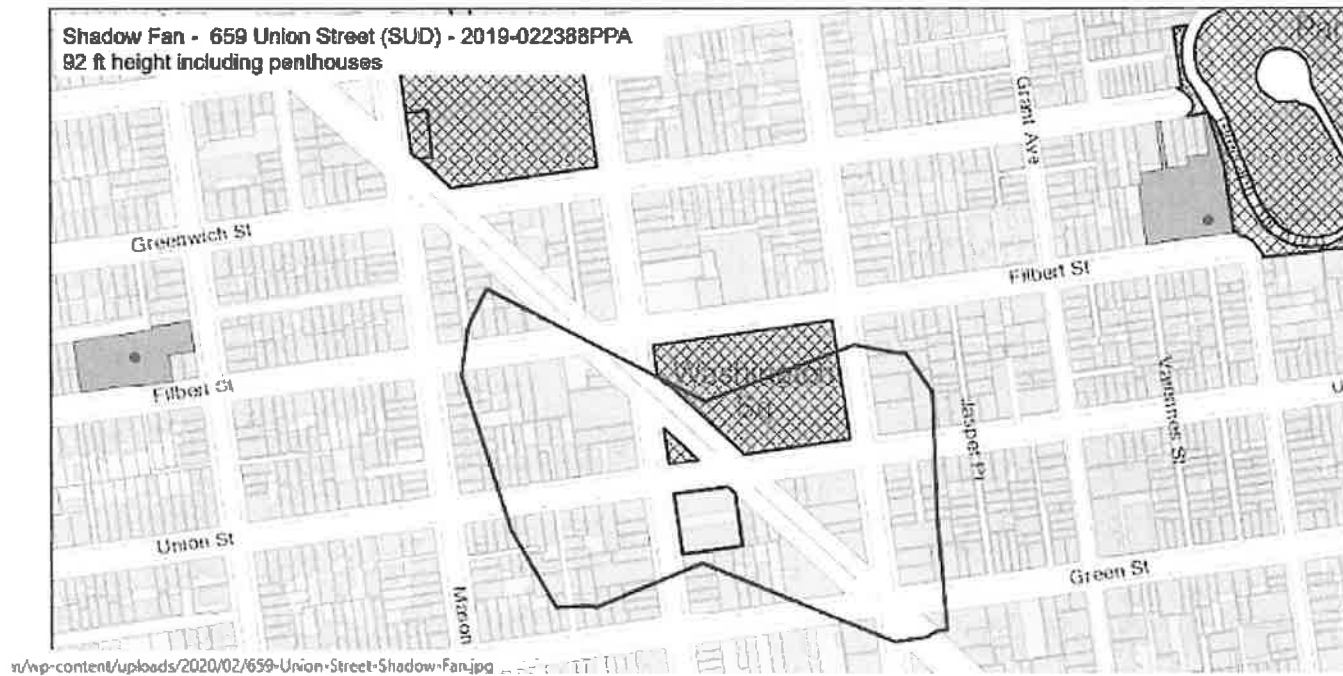 Shadow Fan - 659 Union Street (SUD) - 2019-022388PPA
92 ft height including penthouses
Grant Ave
Greenwich St
Filbert St
Filbert St
Jasper Pl
Varennes St
Union St
Mason
Green St
n/wp-content/uploads/2020/02/659-Union-Street-Shadow-Fan.jpg